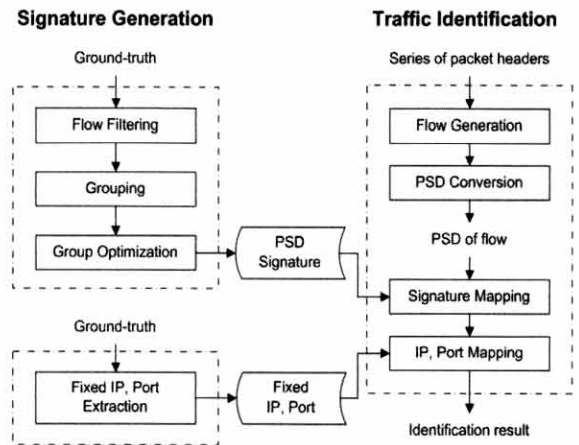 Signature Generation
Traffic Identification
Ground-truth
Flow Filtering
Grouping
Group Optimization
PSD
Signature
Ground-truth
Fixed IP, Port
Extraction
Fixed
IP, Port
Series of packet headers
Flow Generation
PSD Conversion
PSD of flow
Signature Mapping
IP, Port Mapping
Identification result